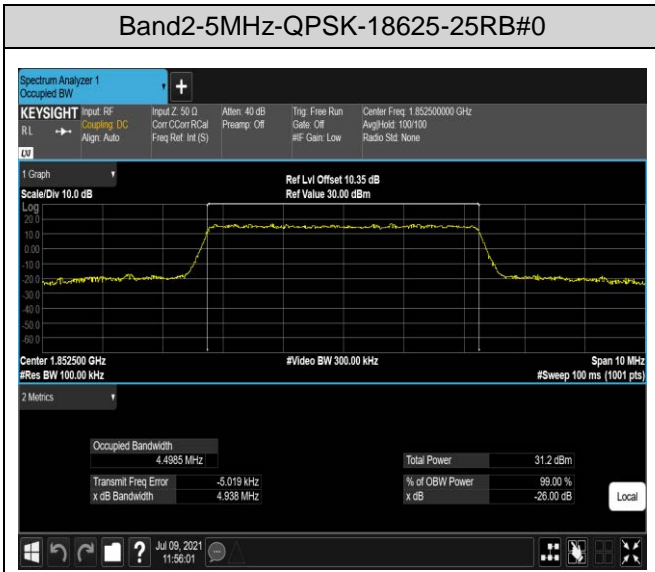 Band2-5MHz-QPSK-18625-25RB#0
Spectrum Analyzer 1
Occupied BW
+
KEYSIGHT
RL
LXI
Input: RF
Coupling: DC
Align: Auto
Input Z: 50 Ω
Corr CCorr RCal
Freq Ref: Int (S)
Atten: 40 dB
Preamp: Off
Trig: Free Run
Gate: Off
#IF Gain: Low
Center Freq: 1.852500000 GHz
Avg|Hold: 100/100
Radio Std: None
1 Graph
Scale/Div 10.0 dB
Ref Lvl Offset 10.35 dB
Ref Value 30.00 dBm
Log
20.0
10.0
0.00
-10.0
-20.0
-30.0
-40.0
-50.0
-60.0
Center 1.852500 GHz
#Res BW 100.00 kHz
#Video BW 300.00 kHz
Span 10 MHz
#Sweep 100 ms (1001 pts)
2 Metrics
Occupied Bandwidth
4.4985 MHz
Transmit Freq Error -5.019 kHz
x dB Bandwidth 4.938 MHz
Total Power 31.2 dBm
% of OBW Power 99.00 %
x dB -26.00 dB
Local
?
Jul 09, 2021
11:56:01